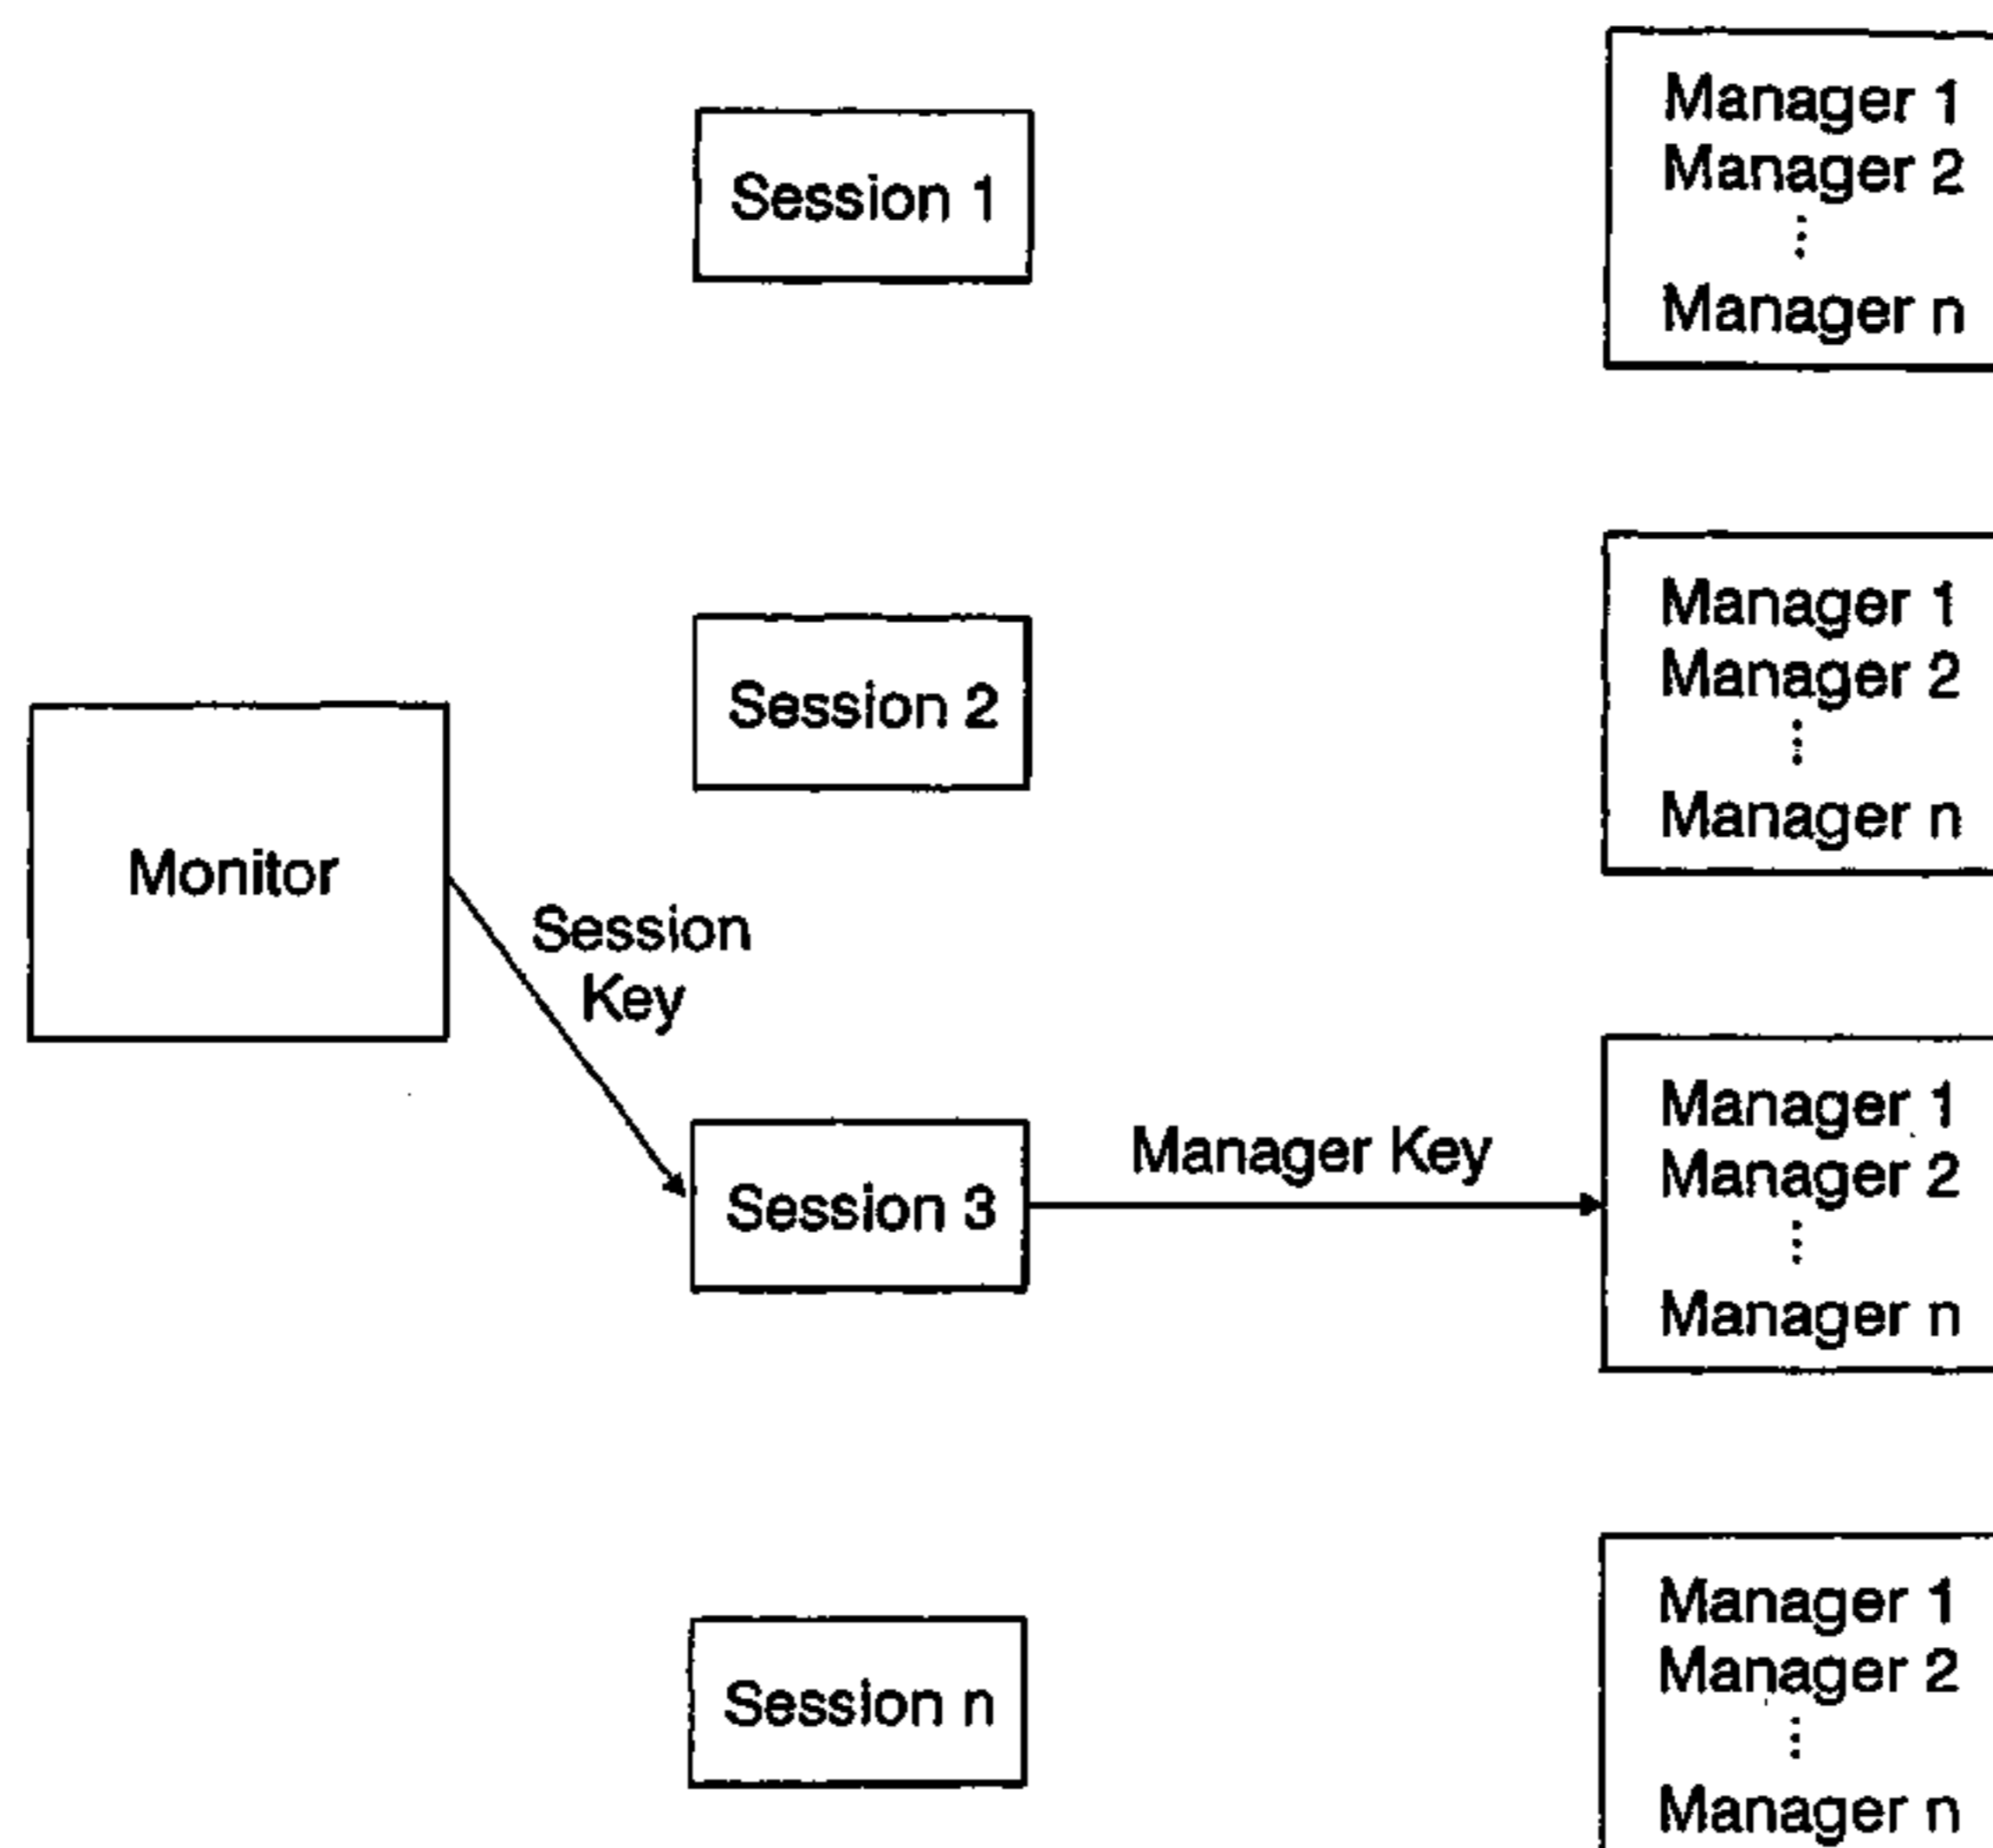 Session 1
Manager 1
Manager 2
⋮
Manager n
Session 2
Manager 1
Manager 2
⋮
Manager n
Monitor
Session
Key
Session 3
Manager Key
Manager 1
Manager 2
⋮
Manager n
Session n
Manager 1
Manager 2
⋮
Manager n